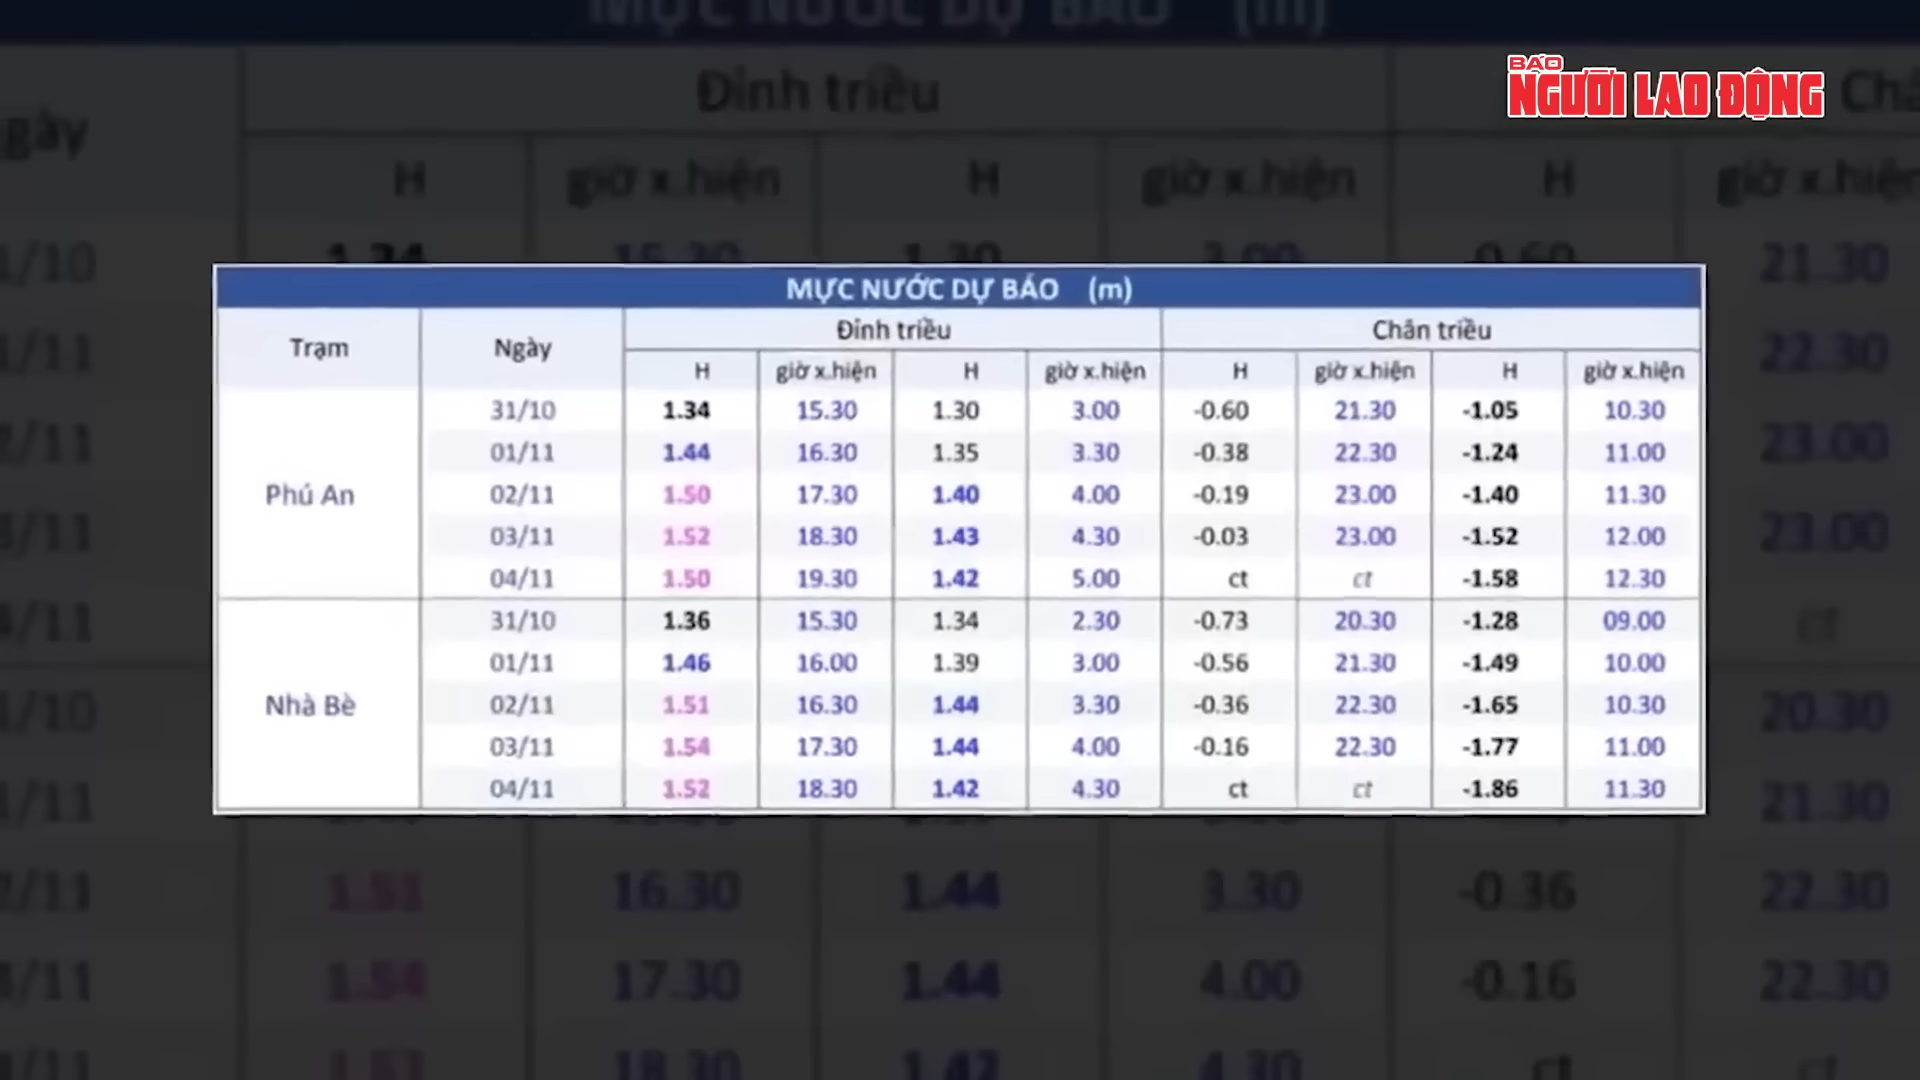 BÁO
NGƯỜI LAO ĐỘNG
MỰC NƯỚC DỰ BÁO (m)
Trạm Ngày Đỉnh triều Chân triều
H giờ x.hiện H giờ x.hiện H giờ x.hiện H giờ x.hiện
Phú An
31/10 1.34 15.30 1.30 3.00 -0.60 21.30 -1.05 10.30
01/11 1.44 16.30 1.35 3.30 -0.38 22.30 -1.24 11.00
02/11 1.50 17.30 1.40 4.00 -0.19 23.00 -1.40 11.30
03/11 1.52 18.30 1.43 4.30 -0.03 23.00 -1.52 12.00
04/11 1.50 19.30 1.42 5.00 ct ct -1.58 12.30
Nhà Bè
31/10 1.36 15.30 1.34 2.30 -0.73 20.30 -1.28 09.00
01/11 1.46 16.00 1.39 3.00 -0.56 21.30 -1.49 10.00
02/11 1.51 16.30 1.44 3.30 -0.36 22.30 -1.65 10.30
03/11 1.54 17.30 1.44 4.00 -0.16 22.30 -1.77 11.00
04/11 1.52 18.30 1.42 4.30 ct ct -1.86 11.30